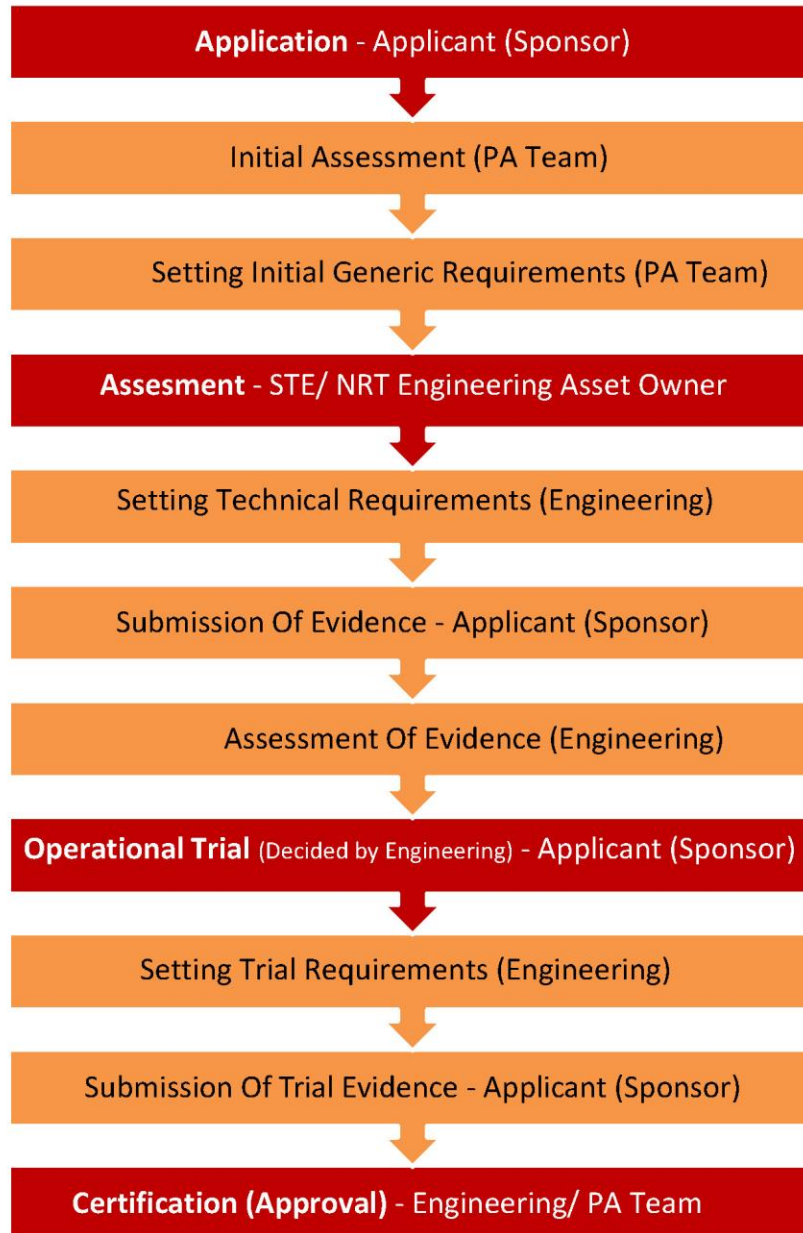 Application - Applicant (Sponsor)
Initial Assessment (PA Team)
Setting Initial Generic Requirements (PA Team)
Assesment - STE/ NRT Engineering Asset Owner
Setting Technical Requirements (Engineering)
Submission Of Evidence - Applicant (Sponsor)
Assessment Of Evidence (Engineering)
Operational Trial (Decided by Engineering) - Applicant (Sponsor)
Setting Trial Requirements (Engineering)
Submission Of Trial Evidence - Applicant (Sponsor)
Certification (Approval) - Engineering/ PA Team